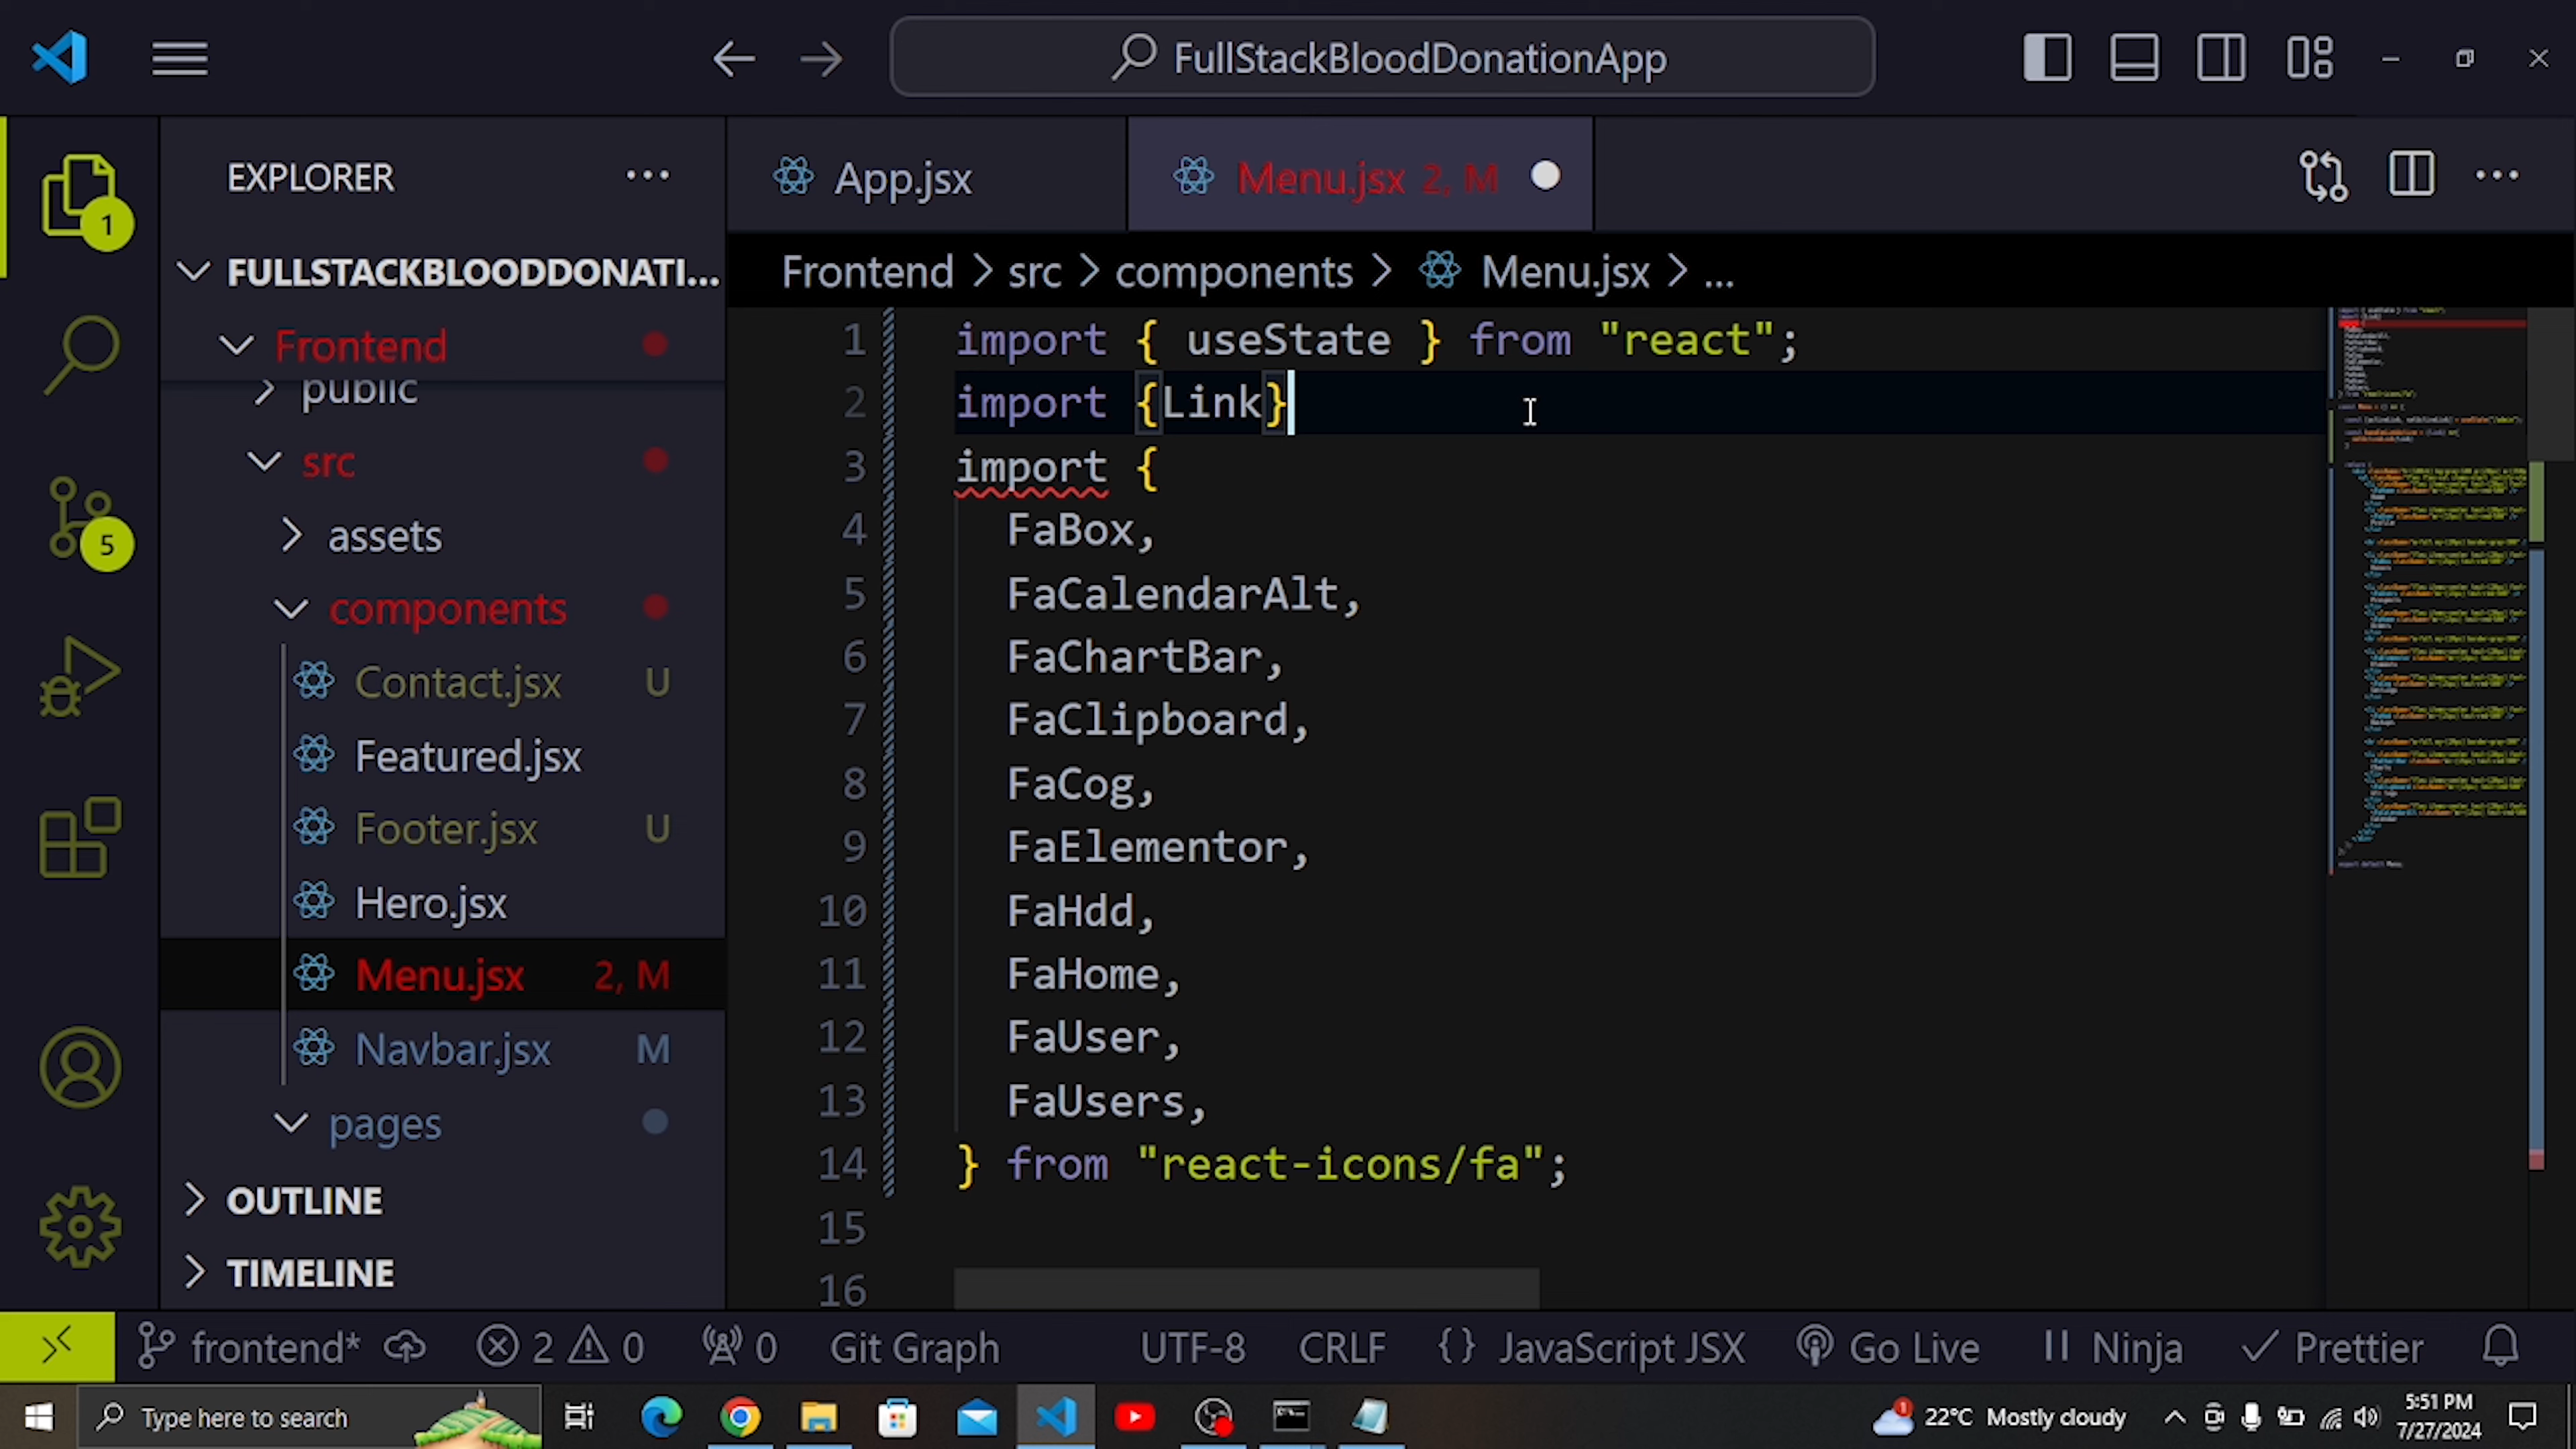 FullStackBloodDonationApp
EXPLORER
App.jsx
Menu.jsx 2, M
1
FULLSTACKBLOODDONATI...
Frontend > src > components > Menu.jsx > ...
Frontend
public
src
assets
components
Contact.jsx U
Featured.jsx
Footer.jsx U
Hero.jsx
Menu.jsx 2, M
Navbar.jsx M
pages
OUTLINE
TIMELINE
5
1 import { useState } from "react";
2 import {Link}
3 import {
4 FaBox,
5 FaCalendarAlt,
6 FaChartBar,
7 FaClipboard,
8 FaCog,
9 FaElementor,
10 FaHdd,
11 FaHome,
12 FaUser,
13 FaUsers,
14 } from "react-icons/fa";
15
16
frontend* 2 0 0 Git Graph UTF-8 CRLF {} JavaScript JSX Go Live Ninja Prettier
Type here to search
1 22°C Mostly cloudy
5:51 PM
7/27/2024